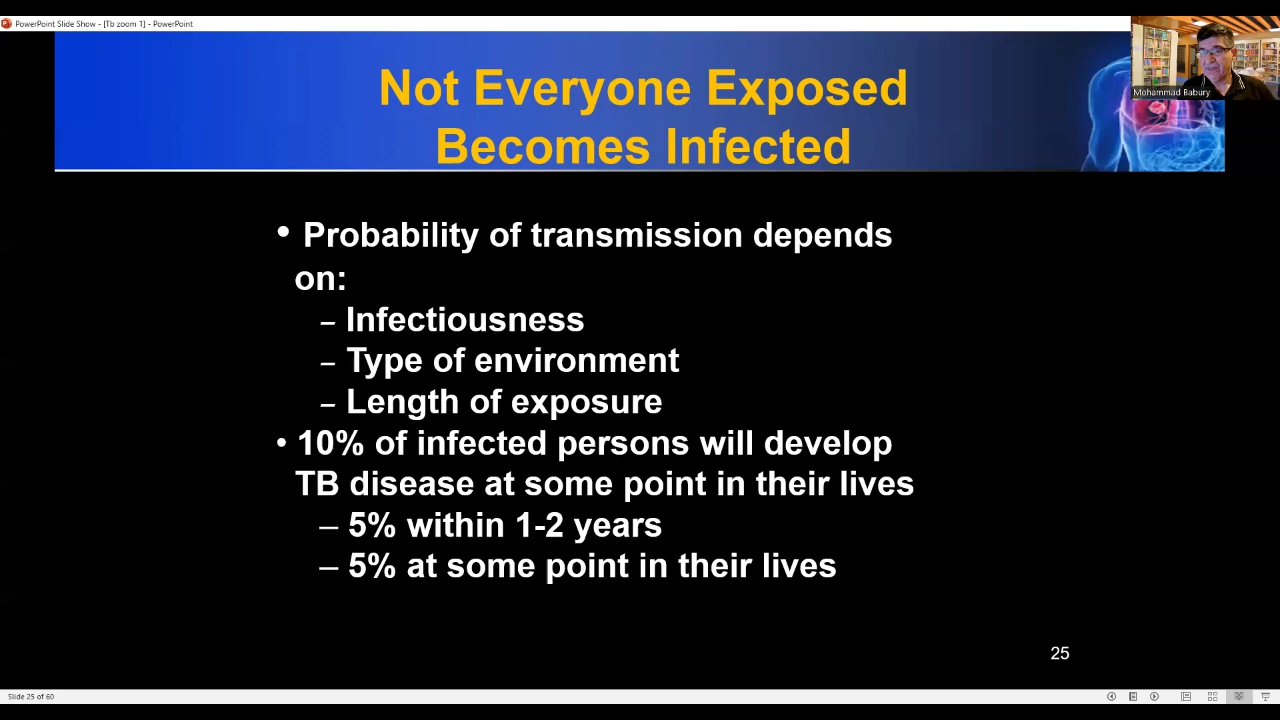 PowerPoint Slide Show - [Tb zoom 1] - PowerPoint
Mohammad Babury
Not Everyone Exposed
Becomes Infected
• Probability of transmission depends
on:
– Infectiousness
– Type of environment
– Length of exposure
• 10% of infected persons will develop
TB disease at some point in their lives
– 5% within 1-2 years
– 5% at some point in their lives
25
Slide 25 of 60